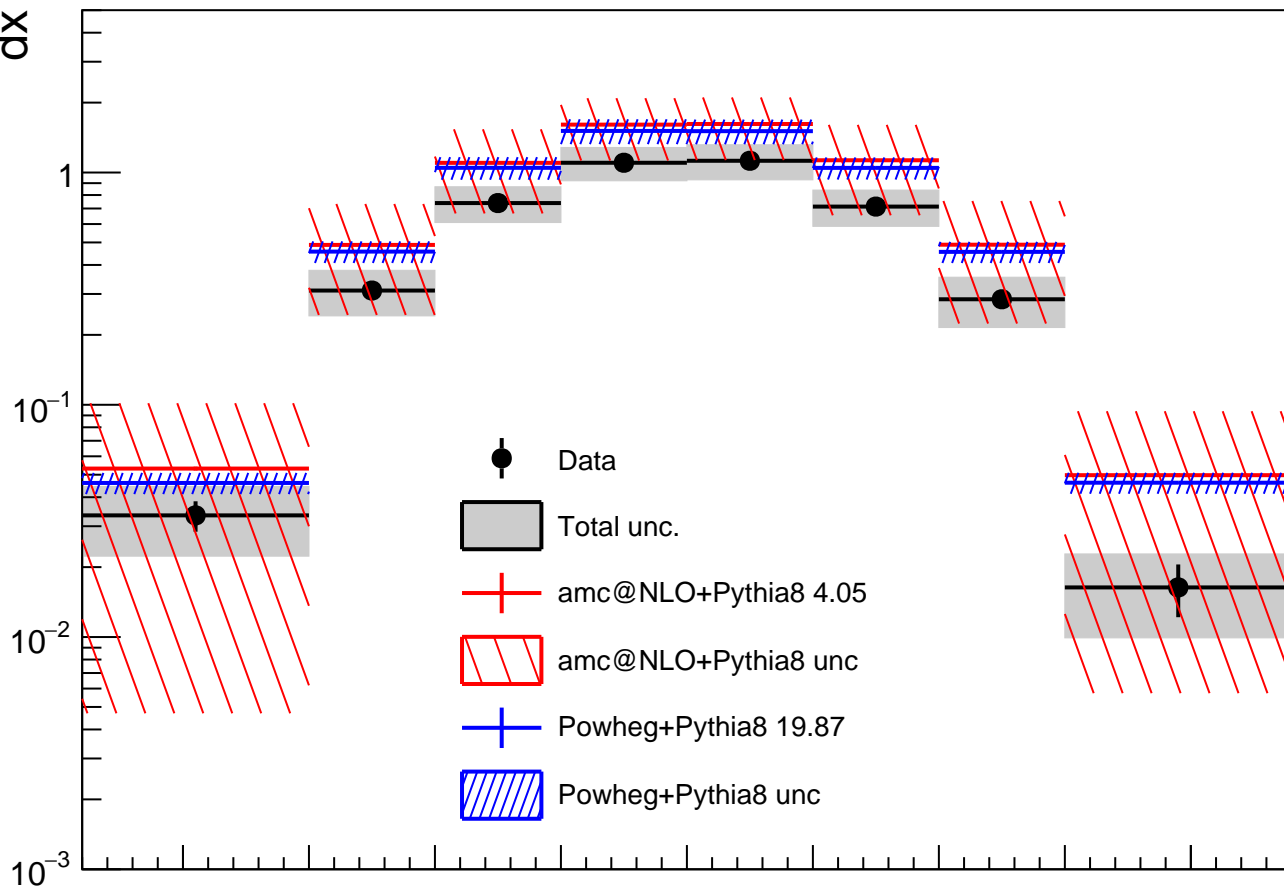 dx
1
10⁻¹
Data
Total unc.
amc@NLO+Pythia8 4.05
10⁻²
amc@NLO+Pythia8 unc
Powheg+Pythia8 19.87
Powheg+Pythia8 unc
10⁻³